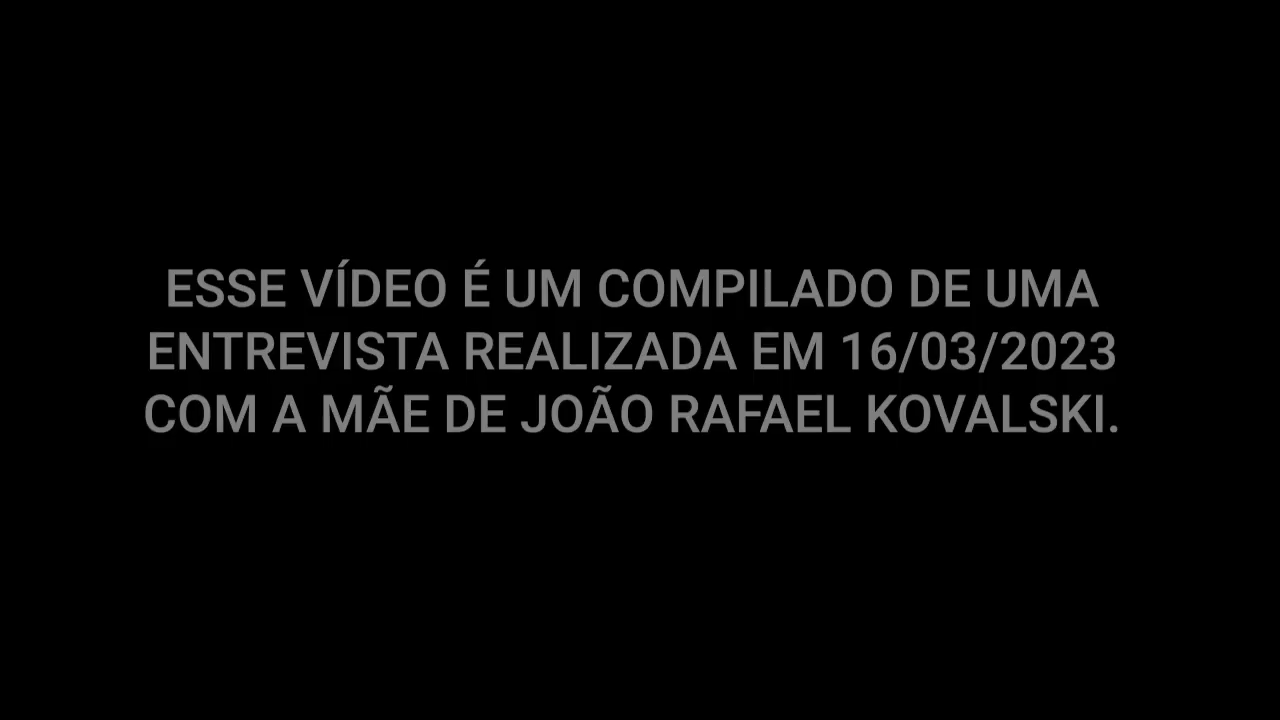 ESSE VÍDEO É UM COMPILADO DE UMA
ENTREVISTA REALIZADA EM 16/03/2023
COM A MÃE DE JOÃO RAFAEL KOVALSKI.